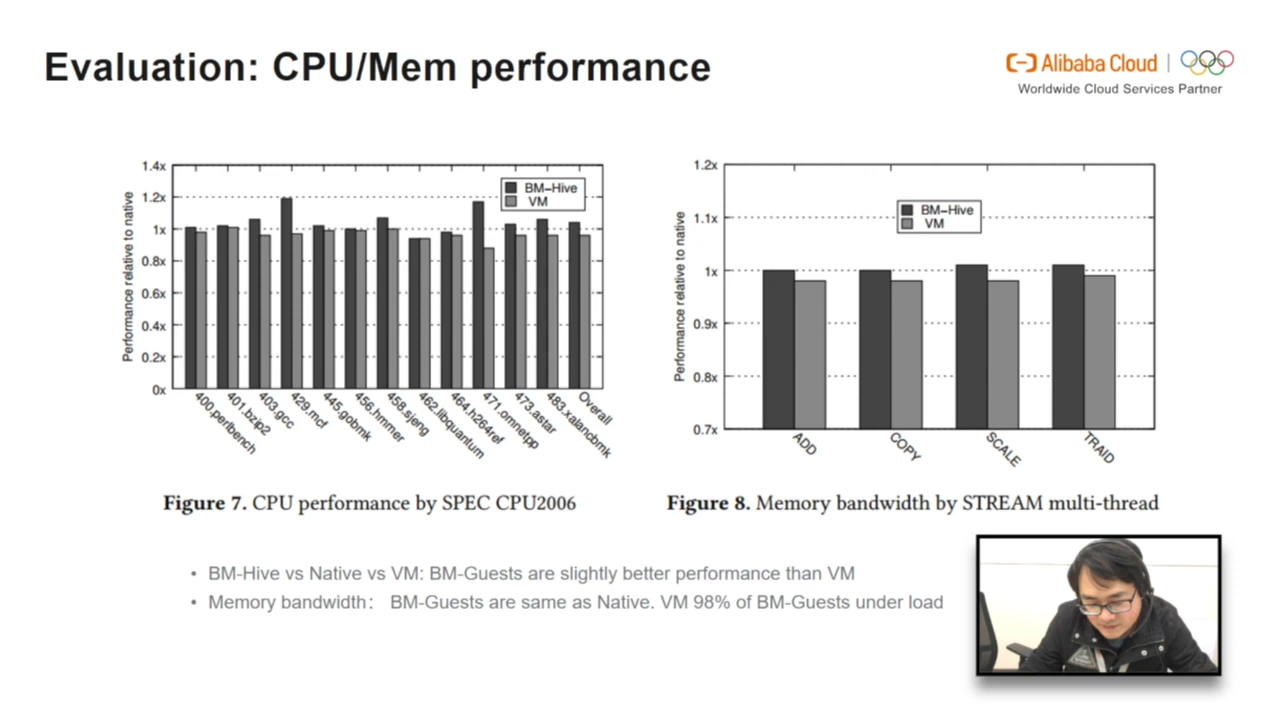 Evaluation: CPU/Mem performance
Alibaba Cloud
Worldwide Cloud Services Partner
Performance relative to native
1.4x
1.2x
1x
0.8x
0.6x
0.4x
0.2x
0x
BM-Hive
VM
400.perlbench
401.bzip2
403.gcc
429.mcf
445.gobmk
456.hmmer
458.sjeng
462.libquantum
464.h264ref
471.omnetpp
473.astar
483.xalancbmk
Overall
Figure 7. CPU performance by SPEC CPU2006
Performance relative to native
1.2x
1.1x
1x
0.9x
0.8x
0.7x
BM-Hive
VM
ADD
COPY
SCALE
TRAID
Figure 8. Memory bandwidth by STREAM multi-thread
• BM-Hive vs Native vs VM: BM-Guests are slightly better performance than VM
• Memory bandwidth： BM-Guests are same as Native. VM 98% of BM-Guests under load